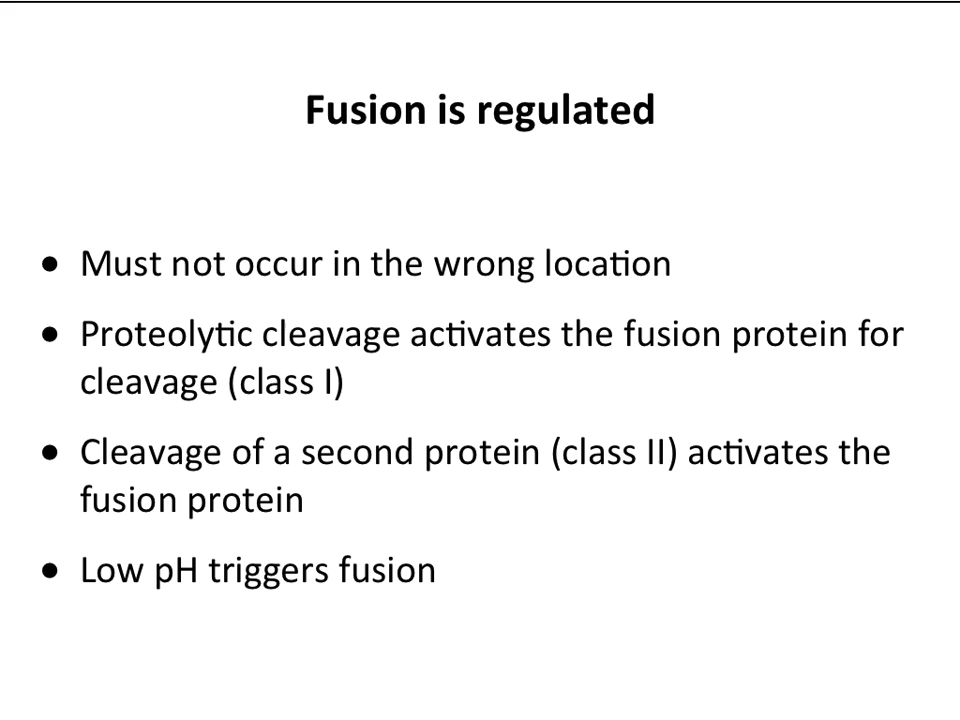 Fusion is regulated
• Must not occur in the wrong location
• Proteolytic cleavage activates the fusion protein for
cleavage (class I)
• Cleavage of a second protein (class II) activates the
fusion protein
• Low pH triggers fusion